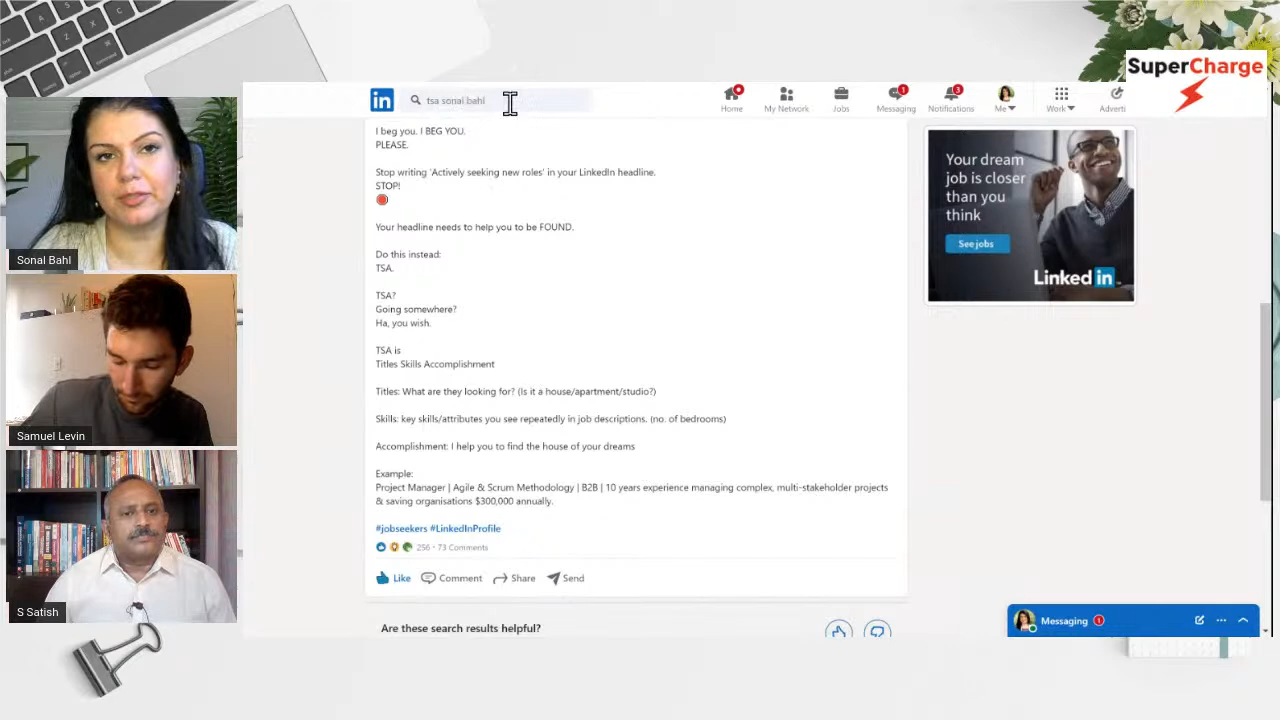 SuperCharge
in
tsa sonal bahl
Home
My Network
Jobs
1
Messaging
3
Notifications
Me
Work
Adverti
I beg you. I BEG YOU.
PLEASE.
Stop writing 'Actively seeking new roles' in your LinkedIn headline.
STOP!
Your headline needs to help you to be FOUND.
Do this instead:
TSA.
TSA?
Going somewhere?
Ha, you wish.
TSA is
Titles Skills Accomplishment
Titles: What are they looking for? (Is it a house/apartment/studio?)
Skills: key skills/attributes you see repeatedly in job descriptions. (no. of bedrooms)
Accomplishment: I help you to find the house of your dreams
Example:
Project Manager | Agile & Scrum Methodology | B2B | 10 years experience managing complex, multi-stakeholder projects
& saving organisations $300,000 annually.
#jobseekers #LinkedInProfile
256 · 73 Comments
Like
Comment
Share
Send
Are these search results helpful?
Your dream
job is closer
than you
think
See jobs
Linked in
Messaging 1
Sonal Bahl
Samuel Levin
S Satish